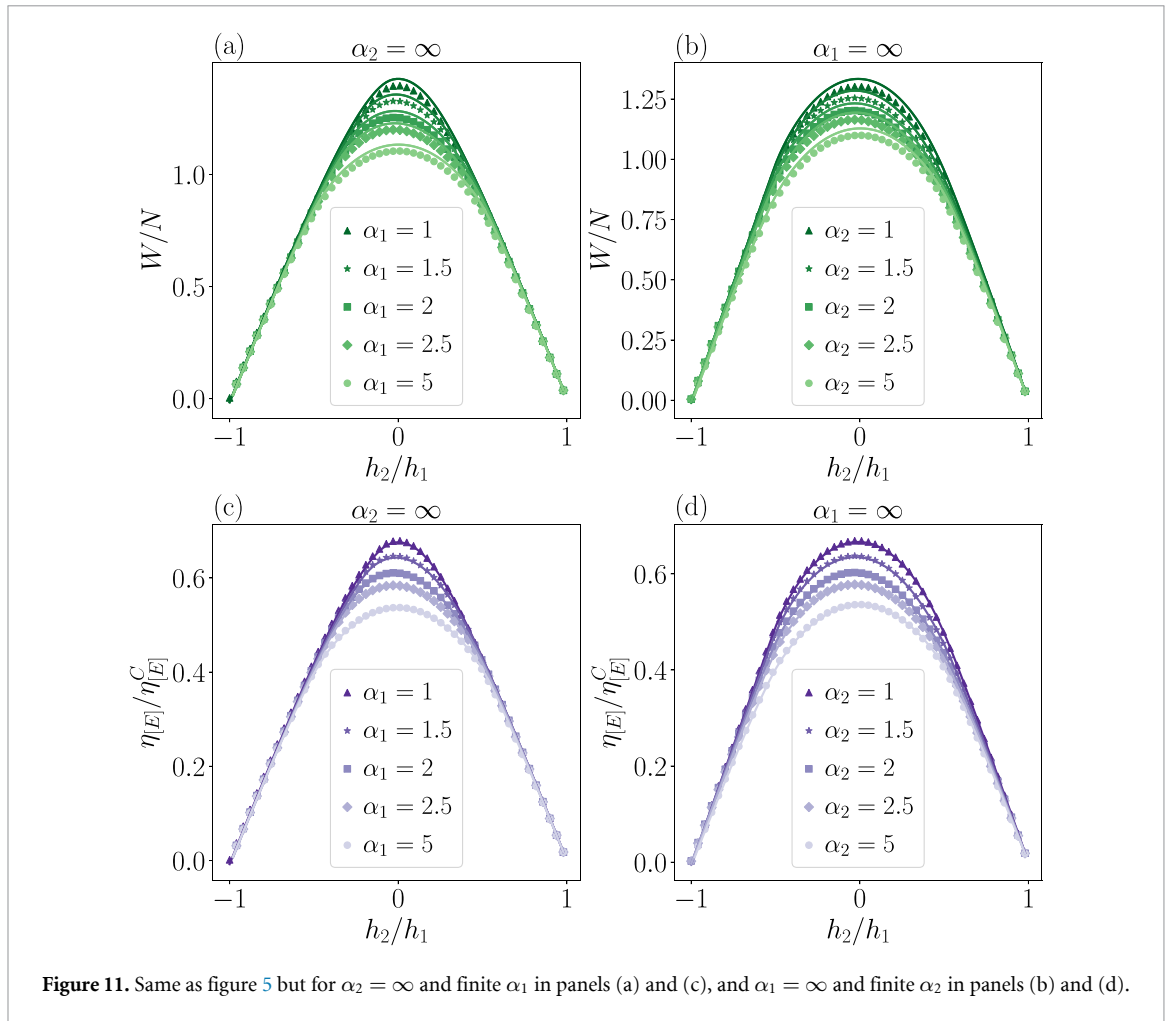 (a)
α₂ = ∞
W/N
1.0
0.5
0.0
α₁ = 1
α₁ = 1.5
α₁ = 2
α₁ = 2.5
α₁ = 5
−1 0 1
h₂/h₁
(b)
α₁ = ∞
W/N
1.25
1.00
0.75
0.50
0.25
0.00
α₂ = 1
α₂ = 1.5
α₂ = 2
α₂ = 2.5
α₂ = 5
−1 0 1
h₂/h₁
(c)
α₂ = ∞
η_[E]/η_[E]^C
0.6
0.4
0.2
0.0
α₁ = 1
α₁ = 1.5
α₁ = 2
α₁ = 2.5
α₁ = 5
−1 0 1
h₂/h₁
(d)
α₁ = ∞
η_[E]/η_[E]^C
0.6
0.4
0.2
0.0
α₂ = 1
α₂ = 1.5
α₂ = 2
α₂ = 2.5
α₂ = 5
−1 0 1
h₂/h₁
Figure 11. Same as figure 5 but for α₂ = ∞ and finite α₁ in panels (a) and (c), and α₁ = ∞ and finite α₂ in panels (b) and (d).